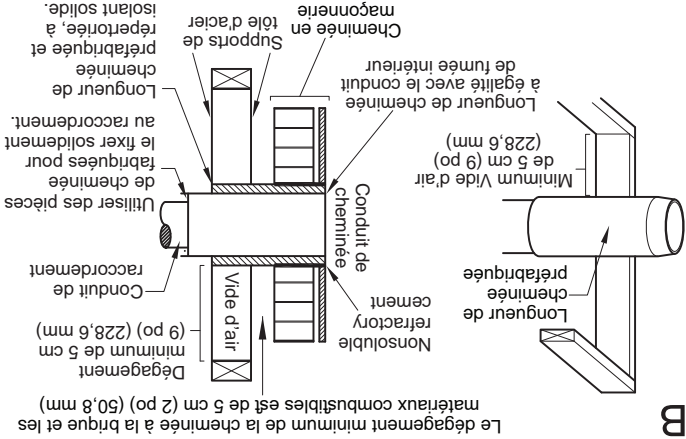 B
Le dégagement minimum de la cheminée à la brique et les
matériaux combustibles est de 5 cm (2 po) (50,8 mm)
Longueur de
cheminée
préfabriquée
Minimum Vide d'air
de 5 cm (9 po)
(228,6 mm)
Nonsoluble
refractory
cement
Conduit de
cheminée
Longueur de cheminée
à égalité avec le conduit
de fumée intérieur
Cheminée en
maçonnerie
Vide d'air
Dégagement
minimum de 5 cm
(9 po) (228,6 mm)
Conduit de
raccordement
Utiliser des pièces
de cheminée
fabriquées pour
le fixer solidement
au raccordement.
Longueur de
cheminée
préfabriquée et
répertoriée, à
isolant solide.
Supports de
tôle d'acier